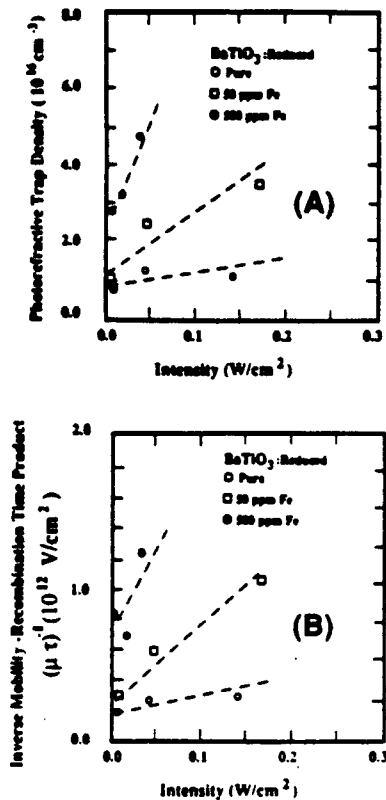 8.0
6.0
4.0
2.0
0.0
Photorefractive Trap Density (10^16 cm^-3)
BaTiO3:Reduced
Pure
50 ppm Fe
500 ppm Fe
(A)
0.0 0.1 0.2 0.3
Intensity (W/cm^2)
2.0
1.0
0.0
Inverse Mobility-Recombination Time Product
(μ τ)^-1 (10^12 V/cm^2)
BaTiO3:Reduced
Pure
50 ppm Fe
500 ppm Fe
(B)
0.0 0.1 0.2 0.3
Intensity (W/cm^2)